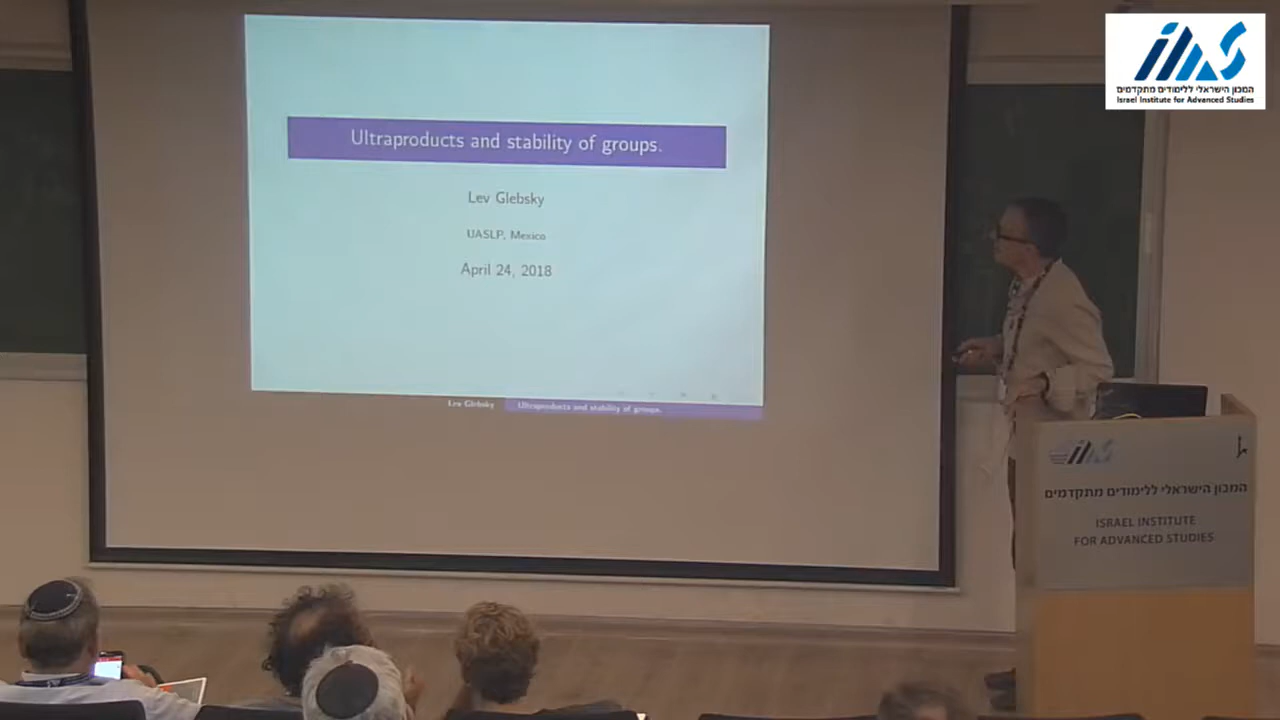 Ultraproducts and stability of groups.
Lev Glebsky
UASLP, Mexico
April 24, 2018
Lev Glebsky
Ultraproducts and stability of groups.
המכון הישראלי ללימודים מתקדמים
Israel Institute for Advanced Studies
המכון הישראלי ללימודים מתקדמים
ISRAEL INSTITUTE
FOR ADVANCED STUDIES